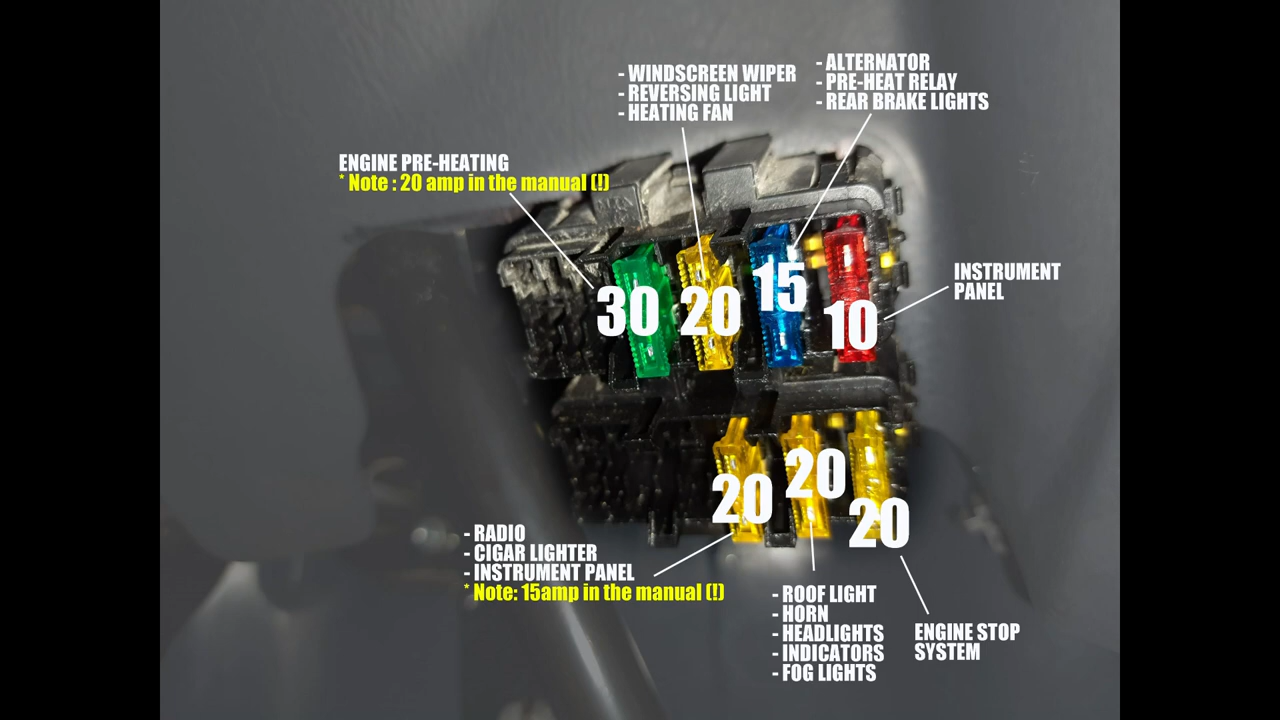 - WINDSCREEN WIPER
- REVERSING LIGHT
- HEATING FAN
- ALTERNATOR
- PRE-HEAT RELAY
- REAR BRAKE LIGHTS
ENGINE PRE-HEATING
* Note : 20 amp in the manual (!)
30
20
15
10
INSTRUMENT
PANEL
20
20
20
- RADIO
- CIGAR LIGHTER
- INSTRUMENT PANEL
* Note: 15amp in the manual (!)
- ROOF LIGHT
- HORN
- HEADLIGHTS
- INDICATORS
- FOG LIGHTS
ENGINE STOP
SYSTEM